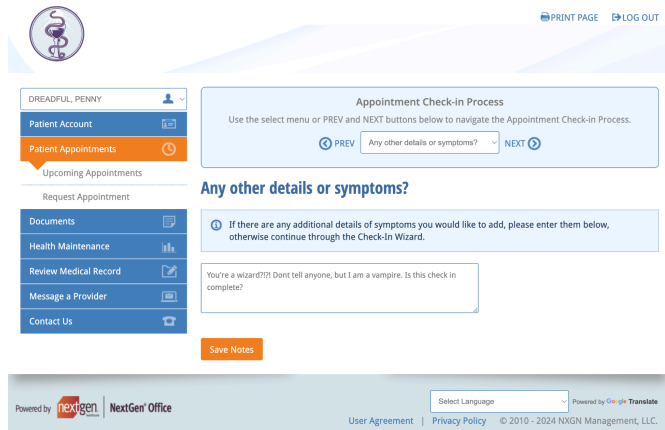 PRINT PAGE LOG OUT
DREADFUL, PENNY
Patient Account
Patient Appointments
Upcoming Appointments
Request Appointment
Documents
Health Maintenance
Review Medical Record
Message a Provider
Contact Us
Appointment Check-in Process
Use the select menu or PREV and NEXT buttons below to navigate the Appointment Check-in Process.
PREV Any other details or symptoms? NEXT
Any other details or symptoms?
If there are any additional details of symptoms you would like to add, please enter them below,
otherwise continue through the Check-In Wizard.
You're a wizard?!?! Dont tell anyone, but I am a vampire. Is this check in
complete?
Save Notes
Powered by nextgen NextGen® Office
Select Language Powered by Google Translate
User Agreement | Privacy Policy © 2010 - 2024 NXGN Management, LLC.